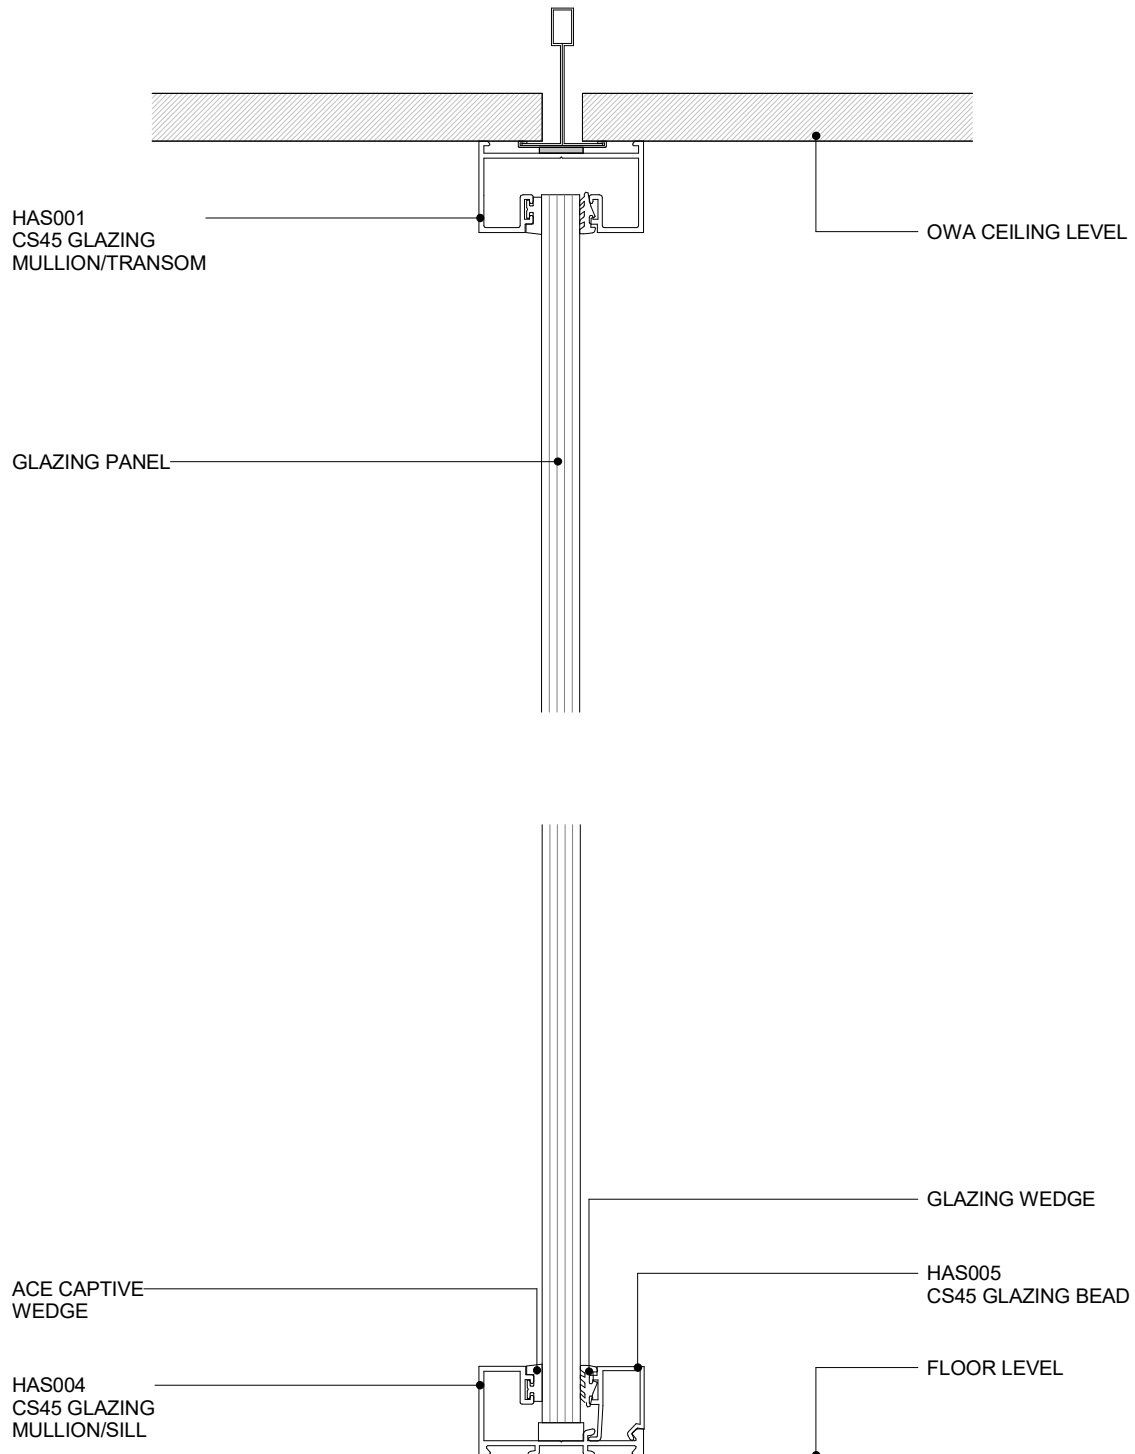 HAS001
CS45 GLAZING
MULLION/TRANSOM
OWA CEILING LEVEL
GLAZING PANEL
GLAZING WEDGE
HAS005
CS45 GLAZING BEAD
ACE CAPTIVE
WEDGE
FLOOR LEVEL
HAS004
CS45 GLAZING
MULLION/SILL